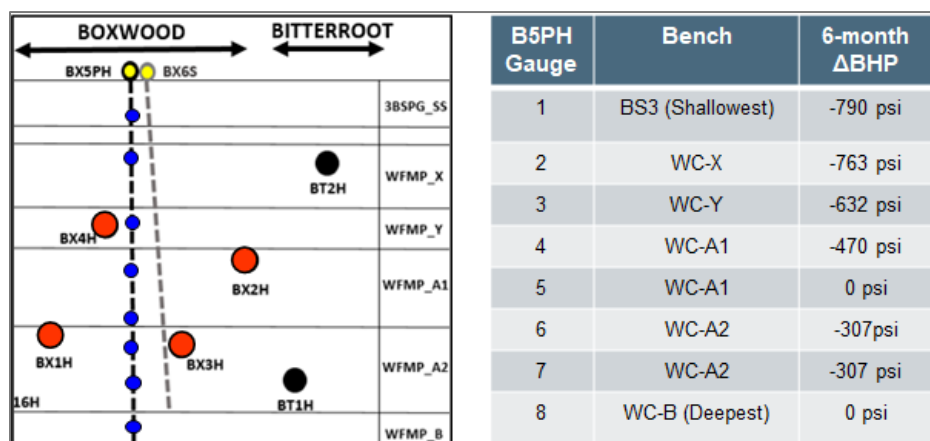 BOXWOOD
BITTERROOT
BX5PH
BX6S
3BSPG_SS
WFMP_X
BT2H
WFMP_Y
BX4H
BX2H
WFMP_A1
BX1H
BX3H
WFMP_A2
16H
BT1H
WFMP_B
B5PH Gauge Bench 6-month ΔBHP
1 BS3 (Shallowest) -790 psi
2 WC-X -763 psi
3 WC-Y -632 psi
4 WC-A1 -470 psi
5 WC-A1 0 psi
6 WC-A2 -307psi
7 WC-A2 -307 psi
8 WC-B (Deepest) 0 psi